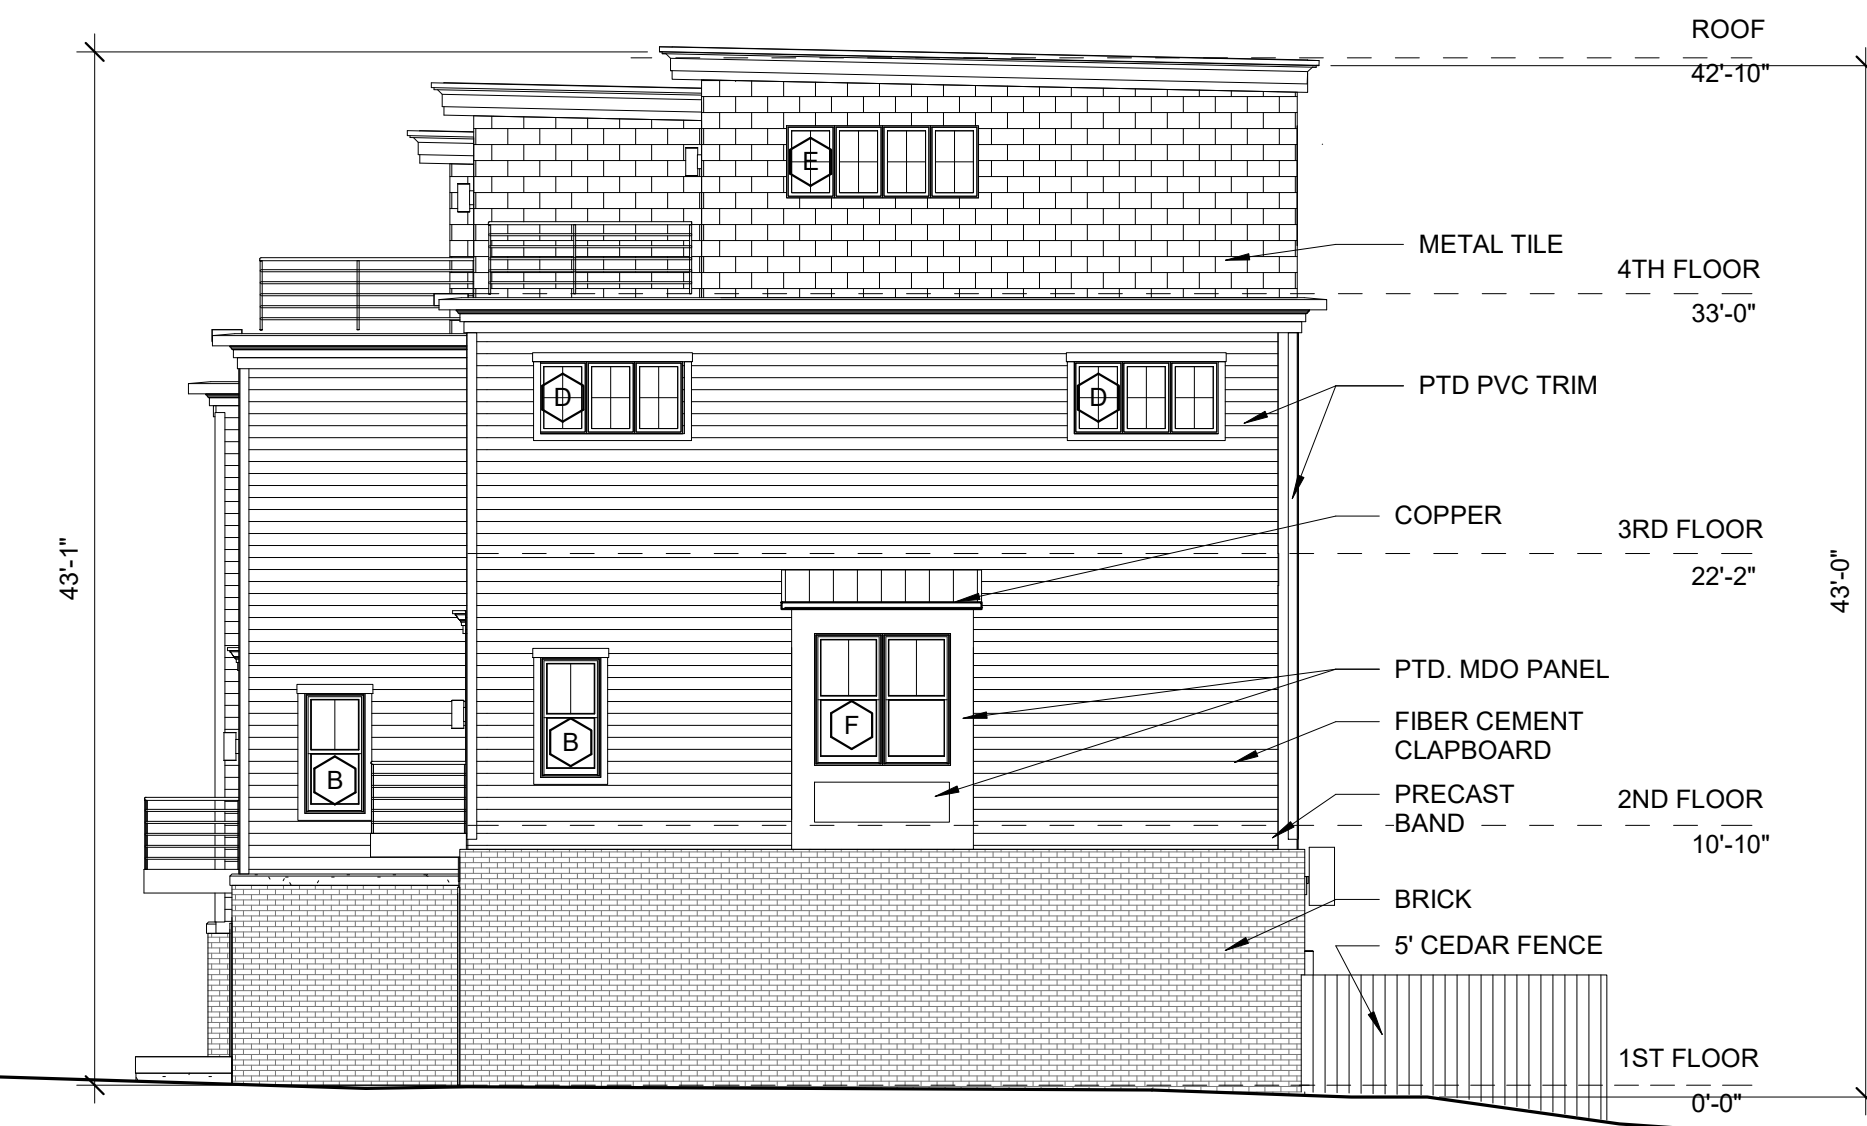 ROOF
42'-10"
E
METAL TILE
4TH FLOOR
33'-0"
D
D
PTD PVC TRIM
COPPER
3RD FLOOR
22'-2"
43'-1"
43'-0"
PTD. MDO PANEL
F
B
B
FIBER CEMENT
CLAPBOARD
PRECAST
BAND
2ND FLOOR
10'-10"
BRICK
5' CEDAR FENCE
1ST FLOOR
0'-0"